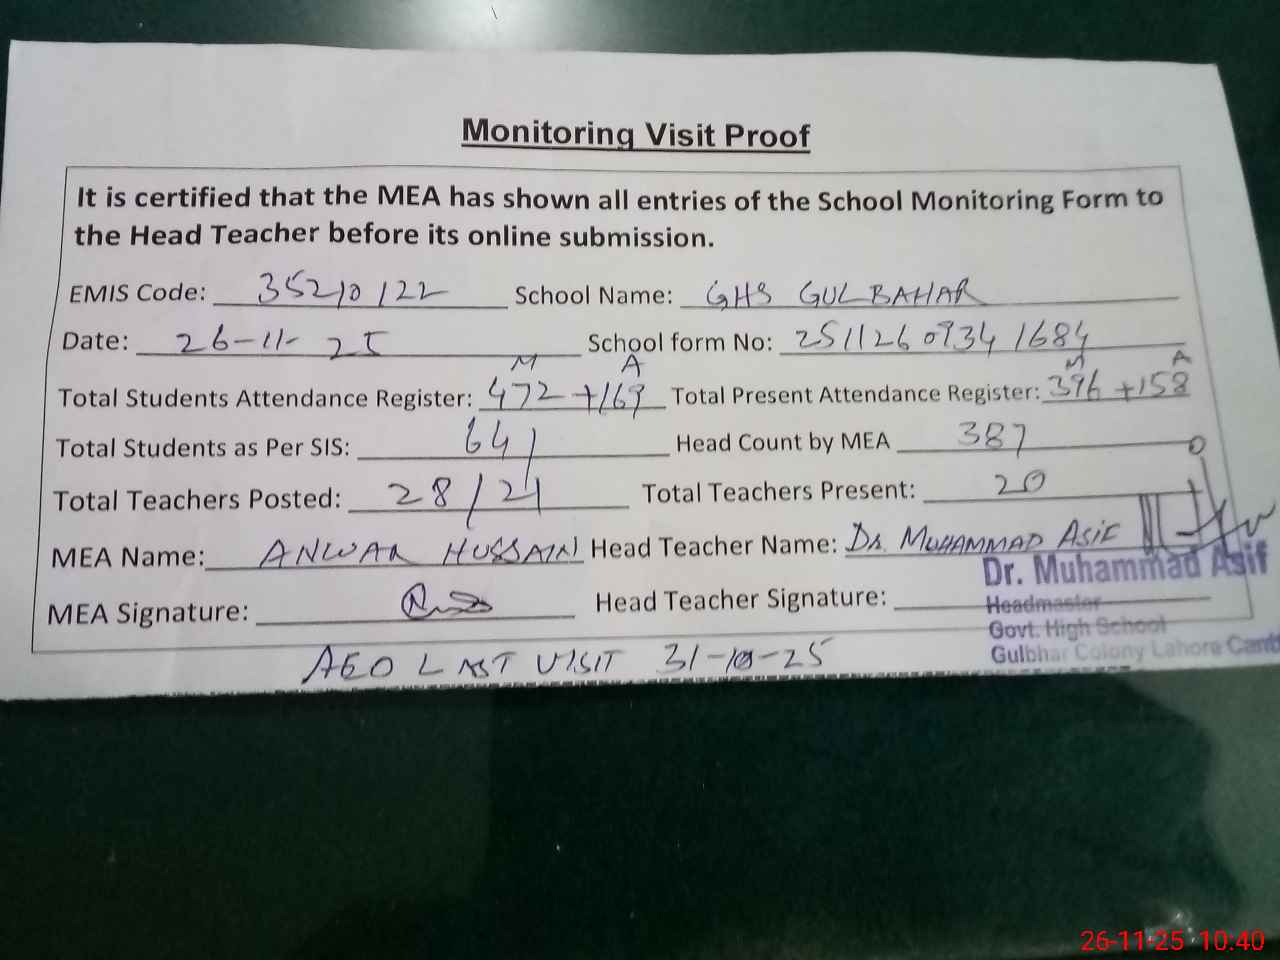 Monitoring Visit Proof
It is certified that the MEA has shown all entries of the School Monitoring Form to
the Head Teacher before its online submission.
EMIS Code: 35210122 School Name: GHS GULBAHAR
Date: 26-11-25 School form No: 25112609341684
M A M A
Total Students Attendance Register: 472+169 Total Present Attendance Register: 396+158
Total Students as Per SIS: 641 Head Count by MEA 387
Total Teachers Posted: 28/21 Total Teachers Present: 20
MEA Name: ANWAR HUSSAIN Head Teacher Name: Dr. MUHAMMAD ASIF
MEA Signature: Head Teacher Signature:
Dr. Muhammad Asif
Headmaster
Govt. High School
Gulbhar Colony Lahore Cantt
AEO LAST VISIT 31-10-25
26-11-25 10:40